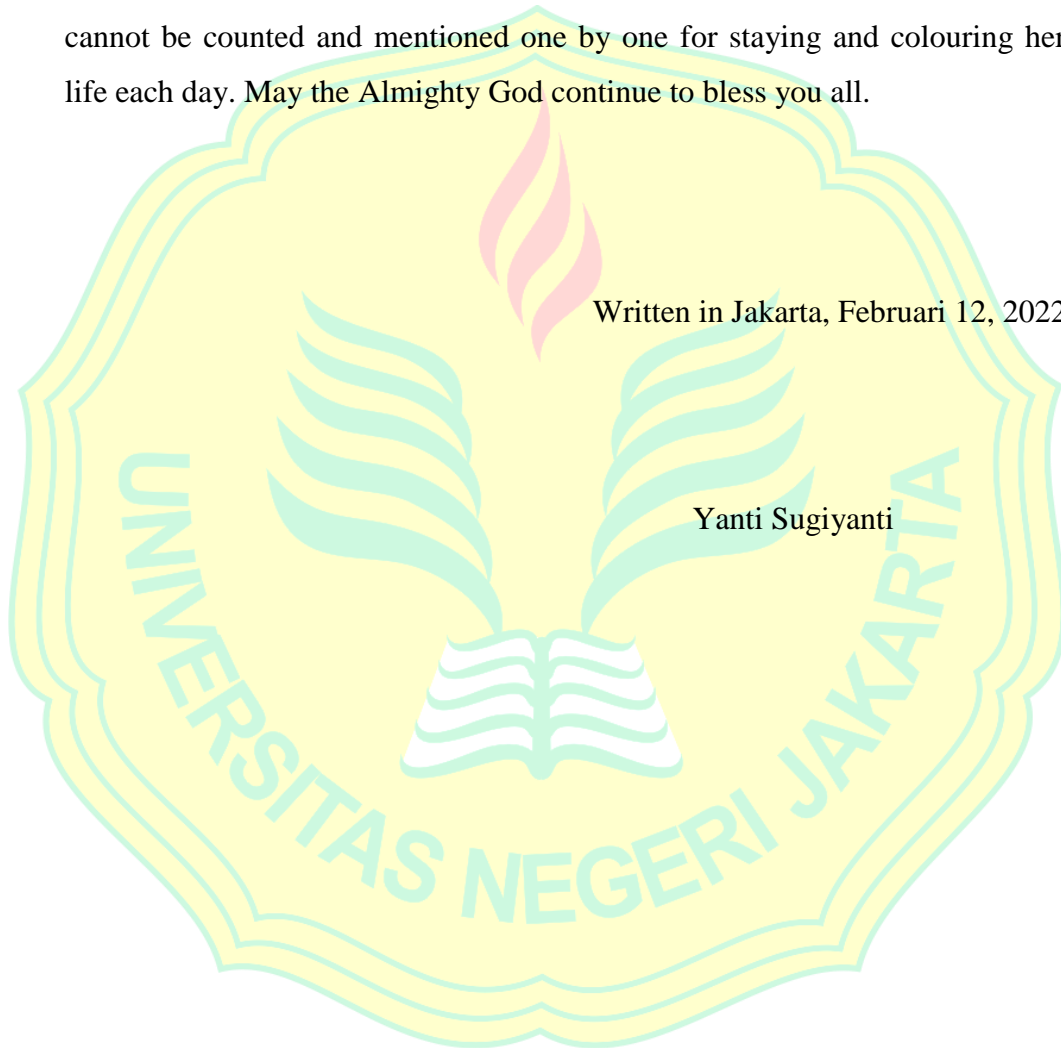 cannot be counted and mentioned one by one for staying and colouring her
life each day. May the Almighty God continue to bless you all.
Written in Jakarta, Februari 12, 2022
Yanti Sugiyanti
UNIVERSITAS NEGERI JAKARTA